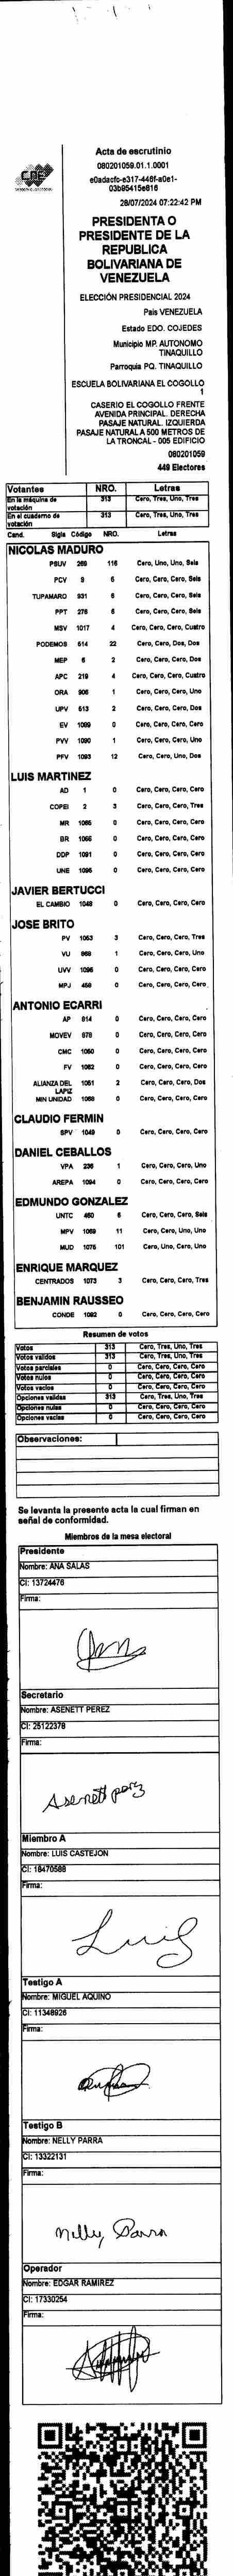 CNE
Acta de escrutinio
080201059.01.1.0001
e0adacfc-e317-446f-a0e1-
03b95415e816
28/07/2024 07:22:42 PM
PRESIDENTA O
PRESIDENTE DE LA
REPUBLICA
BOLIVARIANA DE
VENEZUELA
ELECCIÓN PRESIDENCIAL 2024
País VENEZUELA
Estado EDO. COJEDES
Municipio MP. AUTONOMO
TINAQUILLO
Parroquia PQ. TINAQUILLO
ESCUELA BOLIVARIANA EL COGOLLO
1
CASERIO EL COGOLLO FRENTE
AVENIDA PRINCIPAL. DERECHA
PASAJE NATURAL. IZQUIERDA
PASAJE NATURAL A 500 METROS DE
LA TRONCAL - 005 EDIFICIO
080201059
449 Electores
Votantes NRO. Letras
En la máquina de votación 313 Cero, Tres, Uno, Tres
En el cuaderno de votación 313 Cero, Tres, Uno, Tres
Cand. Sigla Código NRO. Letras
NICOLAS MADURO
PSUV 269 116 Cero, Uno, Uno, Seis
PCV 9 6 Cero, Cero, Cero, Seis
TUPAMARO 931 6 Cero, Cero, Cero, Seis
PPT 276 6 Cero, Cero, Cero, Seis
MSV 1017 4 Cero, Cero, Cero, Cuatro
PODEMOS 514 22 Cero, Cero, Dos, Dos
MEP 6 2 Cero, Cero, Cero, Dos
APC 219 4 Cero, Cero, Cero, Cuatro
ORA 906 1 Cero, Cero, Cero, Uno
UPV 613 2 Cero, Cero, Cero, Dos
EV 1089 0 Cero, Cero, Cero, Cero
PVV 1090 1 Cero, Cero, Cero, Uno
PFV 1093 12 Cero, Cero, Uno, Dos
LUIS MARTINEZ
AD 1 0 Cero, Cero, Cero, Cero
COPEI 2 3 Cero, Cero, Cero, Tres
MR 1065 0 Cero, Cero, Cero, Cero
BR 1066 0 Cero, Cero, Cero, Cero
DDP 1091 0 Cero, Cero, Cero, Cero
UNE 1096 0 Cero, Cero, Cero, Cero
JAVIER BERTUCCI
EL CAMBIO 1048 0 Cero, Cero, Cero, Cero
JOSE BRITO
PV 1053 3 Cero, Cero, Cero, Tres
VU 969 1 Cero, Cero, Cero, Uno
UVV 0 Cero, Cero, Cero, Cero
MPJ 458 0 Cero, Cero, Cero, Cero
ANTONIO ECARRI
AP 914 0 Cero, Cero, Cero, Cero
MOVEV 978 0 Cero, Cero, Cero, Cero
CMC 1060 0 Cero, Cero, Cero, Cero
FV 1082 0 Cero, Cero, Cero, Cero
ALIANZA DEL LAPIZ 1051 2 Cero, Cero, Cero, Dos
MIN UNIDAD 1088 0 Cero, Cero, Cero, Cero
CLAUDIO FERMIN
SPV 1049 0 Cero, Cero, Cero, Cero
DANIEL CEBALLOS
VPA 236 1 Cero, Cero, Cero, Uno
AREPA 1094 0 Cero, Cero, Cero, Cero
EDMUNDO GONZALEZ
UNTC 460 6 Cero, Cero, Cero, Seis
MPV 1069 11 Cero, Cero, Uno, Uno
MUD 1075 101 Cero, Uno, Cero, Uno
ENRIQUE MARQUEZ
CENTRADOS 1073 3 Cero, Cero, Cero, Tres
BENJAMIN RAUSSEO
CONDE 1092 0 Cero, Cero, Cero, Cero
Resumen de votos
Votos 313 Cero, Tres, Uno, Tres
Votos validos 313 Cero, Tres, Uno, Tres
Votos parciales 0 Cero, Cero, Cero, Cero
Votos nulos 0 Cero, Cero, Cero, Cero
Votos vacios 0 Cero, Cero, Cero, Cero
Opciones validas 313 Cero, Tres, Uno, Tres
Opciones nulas 0 Cero, Cero, Cero, Cero
Opciones vacias 0 Cero, Cero, Cero, Cero
Observaciones:
Se levanta la presente acta la cual firman en
señal de conformidad.
Miembros de la mesa electoral
Presidente
Nombre: ANA SALAS
CI: 13724476
Firma:
Secretario
Nombre: ASENETT PEREZ
CI: 25122378
Firma:
Asenett perez
Miembro A
Nombre: LUIS CASTEJON
CI: 18470588
Firma:
Luis
Testigo A
Nombre: MIGUEL AQUINO
CI: 11348926
Firma:
Testigo B
Nombre: NELLY PARRA
CI: 13322131
Firma:
Nelly Parra
Operador
Nombre: EDGAR RAMIREZ
CI: 17330254
Firma: